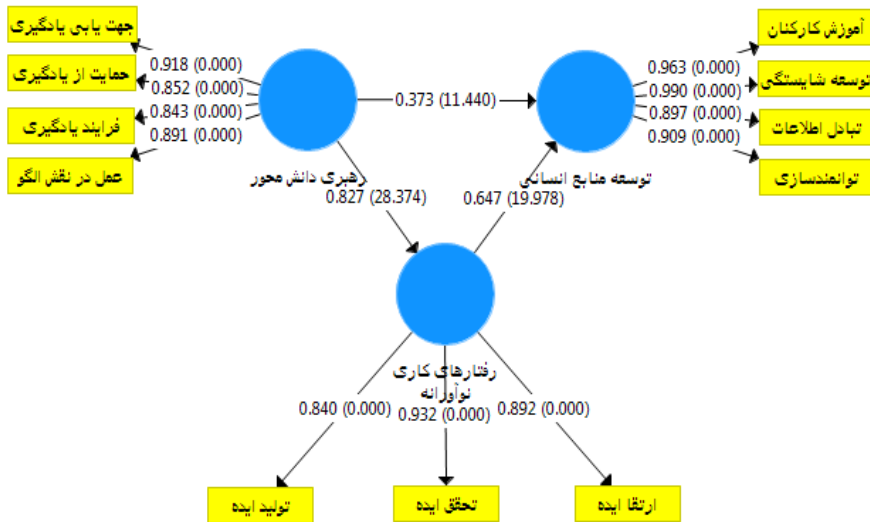 جهت یابی یادگیری
حمایت از یادگیری
فرایند یادگیری
عمل در نقش الگو
0.918 (0.000)
0.852 (0.000)
0.843 (0.000)
0.891 (0.000)
رهبری دانش محور
0.373 (11.440)
آموزش کارکنان
توسعه شایستگی
تبادل اطلاعات
توانمندسازی
0.963 (0.000)
0.990 (0.000)
0.897 (0.000)
0.909 (0.000)
توسعه منابع انسانی
0.827 (28.374)
0.647 (19.978)
رفتارهای کاری
نوآورانه
0.840 (0.000)
0.932 (0.000)
0.892 (0.000)
تولید ایده
تحقق ایده
ارتقا ایده